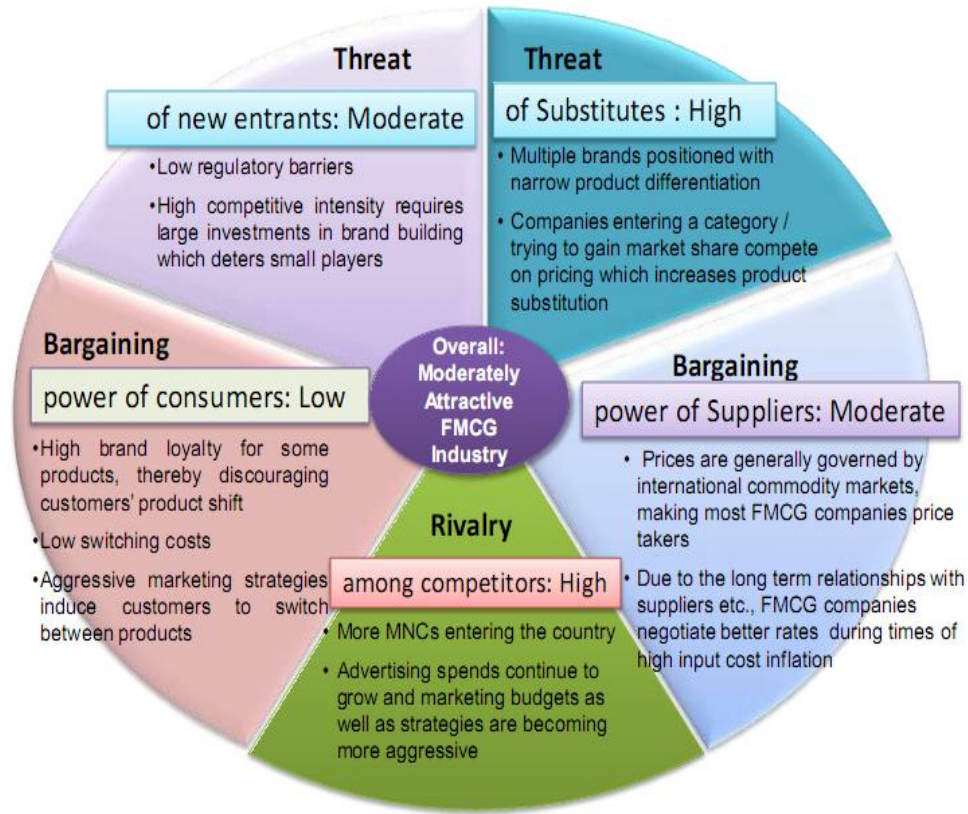 Threat
of new entrants: Moderate
•Low regulatory barriers
•High competitive intensity requires
large investments in brand building
which deters small players
Threat
of Substitutes : High
• Multiple brands positioned with
narrow product differentiation
• Companies entering a category /
trying to gain market share compete
on pricing which increases product
substitution
Bargaining
power of consumers: Low
•High brand loyalty for some
products, thereby discouraging
customers' product shift
•Low switching costs
•Aggressive marketing strategies
induce customers to switch
between products
Overall:
Moderately
Attractive
FMCG
Industry
Bargaining
power of Suppliers: Moderate
• Prices are generally governed by
international commodity markets,
making most FMCG companies price
takers
• Due to the long term relationships with
suppliers etc., FMCG companies
negotiate better rates during times of
high input cost inflation
Rivalry
among competitors: High
• More MNCs entering the country
• Advertising spends continue to
grow and marketing budgets as
well as strategies are becoming
more aggressive